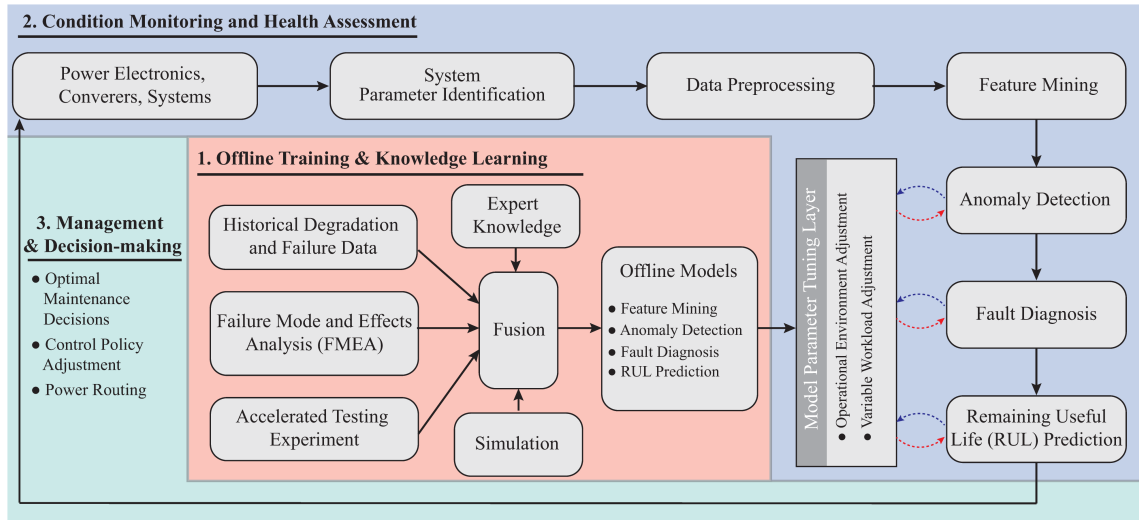 2. Condition Monitoring and Health Assessment
Power Electronics,
Converers, Systems
System
Parameter Identification
Data Preprocessing
Feature Mining
1. Offline Training & Knowledge Learning
Historical Degradation
and Failure Data
Expert
Knowledge
Failure Mode and Effects
Analysis (FMEA)
Fusion
Accelerated Testing
Experiment
Simulation
Offline Models
● Feature Mining
● Anomaly Detection
● Fault Diagnosis
● RUL Prediction
Model Parameter Tuning Layer
● Operational Environment Adjustment
● Variable Workload Adjustment
Anomaly Detection
Fault Diagnosis
Remaining Useful
Life (RUL) Prediction
3. Management
& Decision-making
● Optimal
Maintenance
Decisions
● Control Policy
Adjustment
● Power Routing